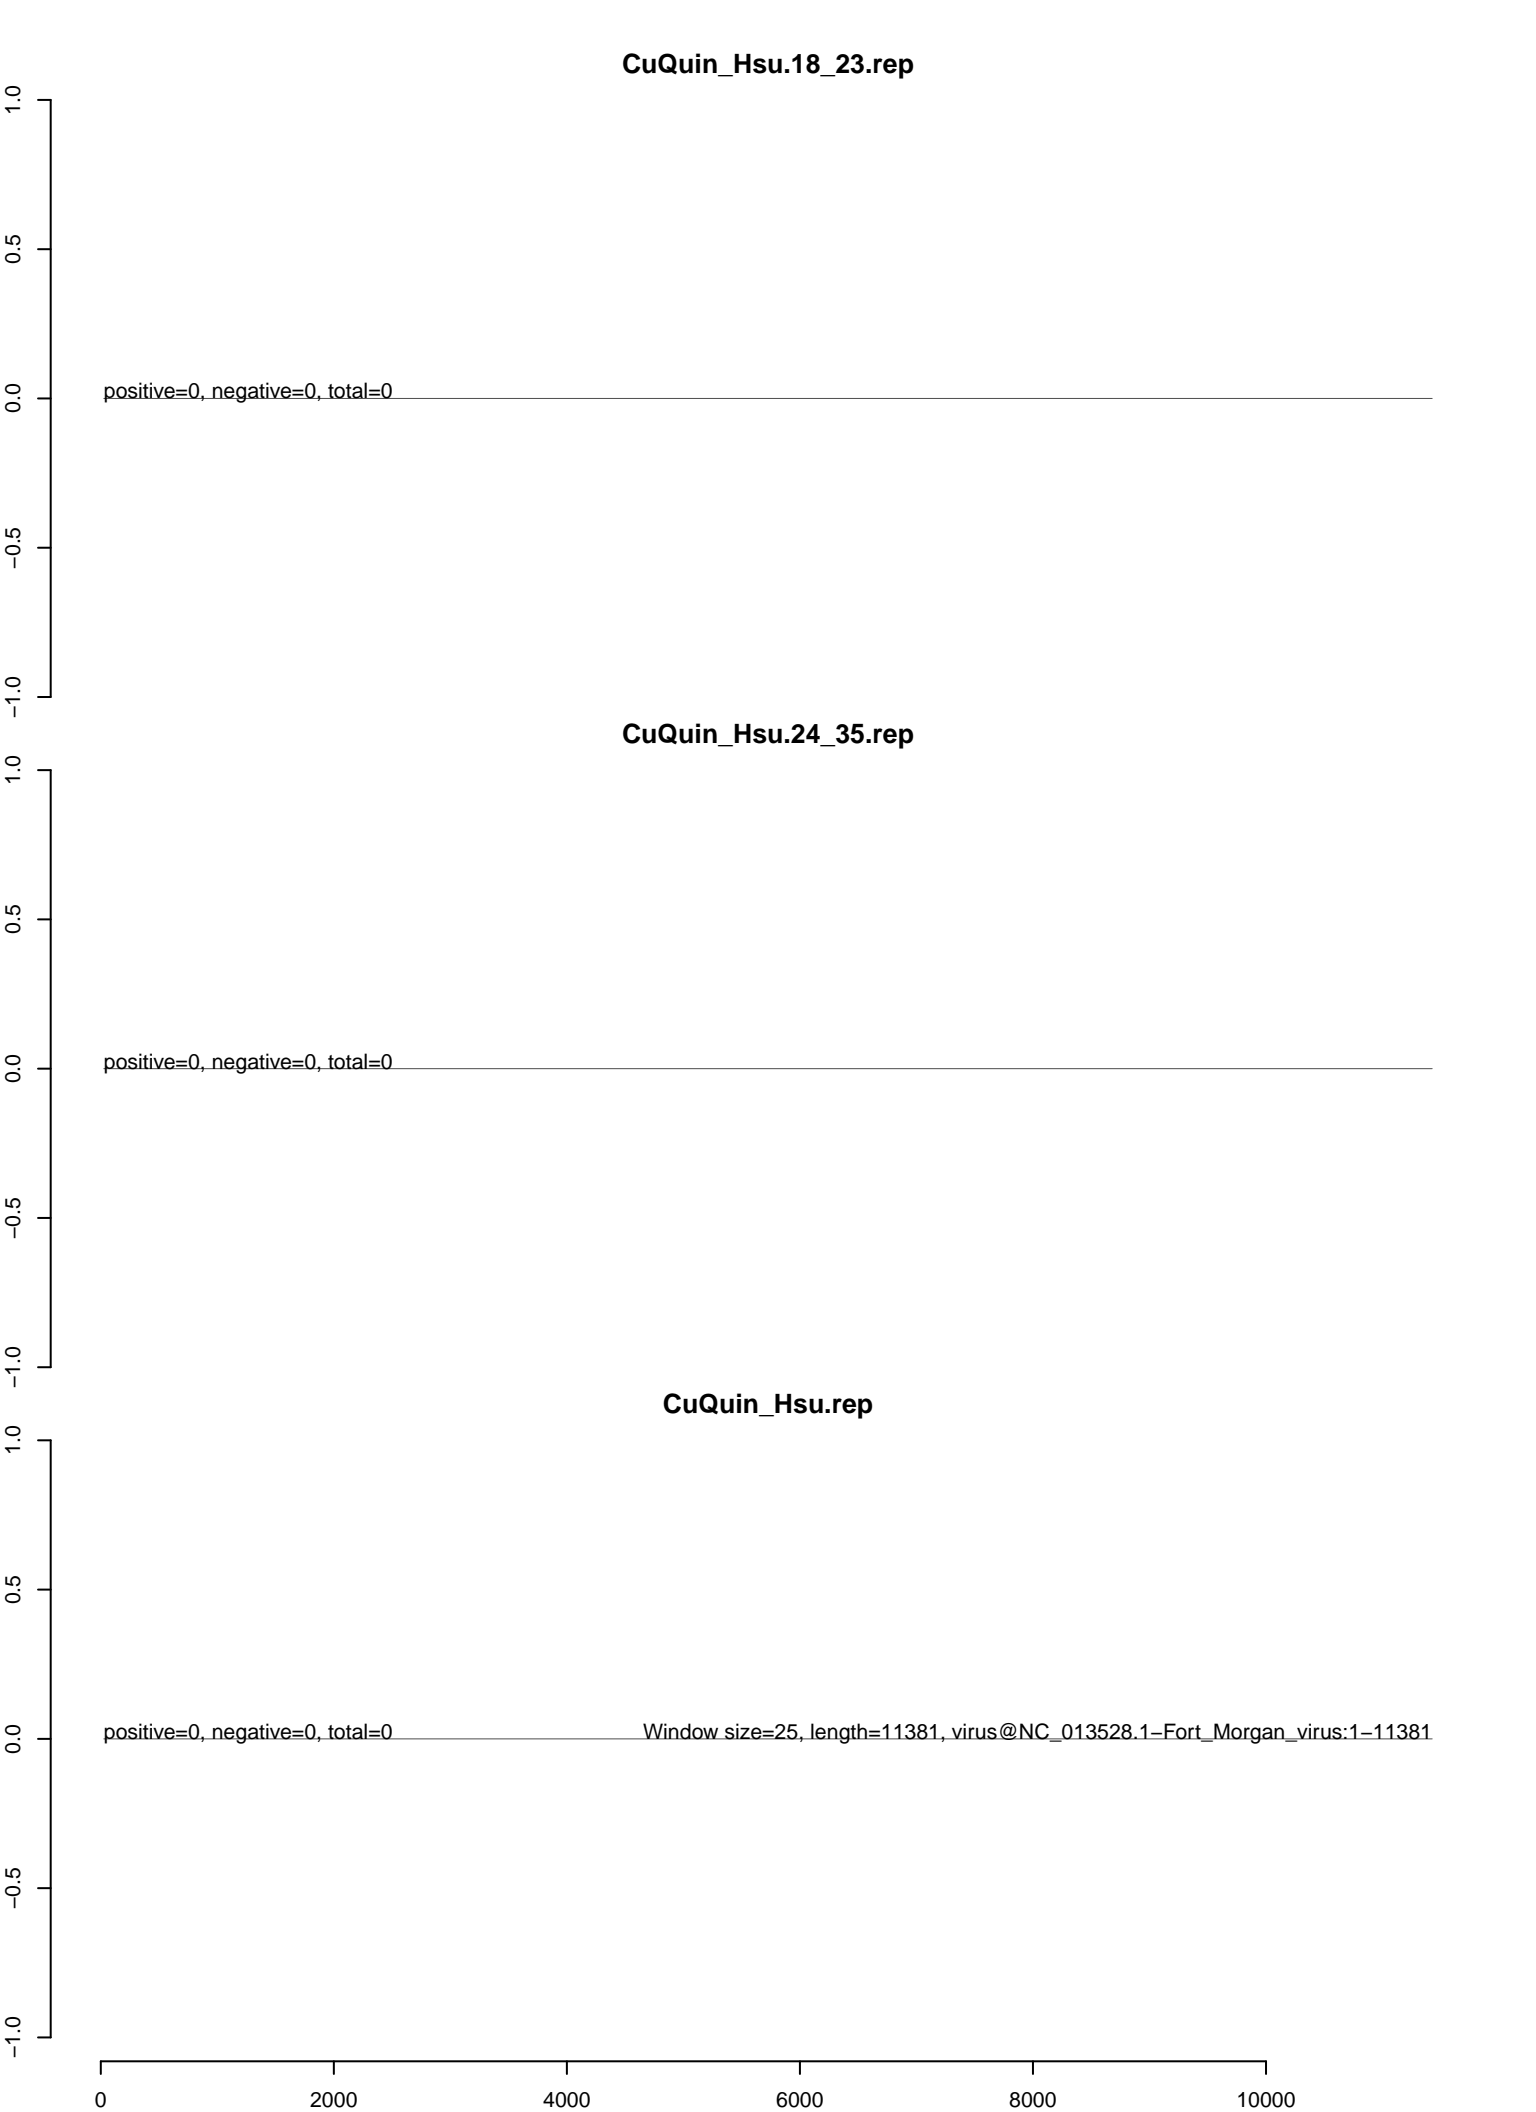 CuQuin_Hsu.18_23.rep
1.0
0.5
0.0
−0.5
−1.0
positive=0, negative=0, total=0
CuQuin_Hsu.24_35.rep
1.0
0.5
0.0
−0.5
−1.0
positive=0, negative=0, total=0
CuQuin_Hsu.rep
1.0
0.5
0.0
−0.5
−1.0
positive=0, negative=0, total=0
Window size=25, length=11381, virus@NC_013528.1−Fort_Morgan_virus:1−11381
0 2000 4000 6000 8000 10000